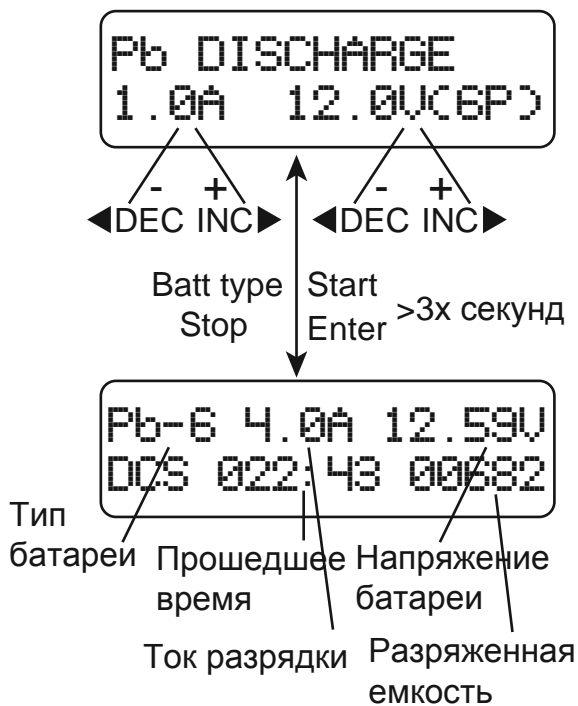 Pb DISCHARGE
1.0A 12.0V(6P)
- + - +
◀DEC INC▶ ◀DEC INC▶
Batt type Start
Stop Enter >3х секунд
Pb-6 4.0A 12.59V
DCS 022:43 00682
Тип батареи
Прошедшее время
Напряжение батареи
Ток разрядки
Разряженная емкость